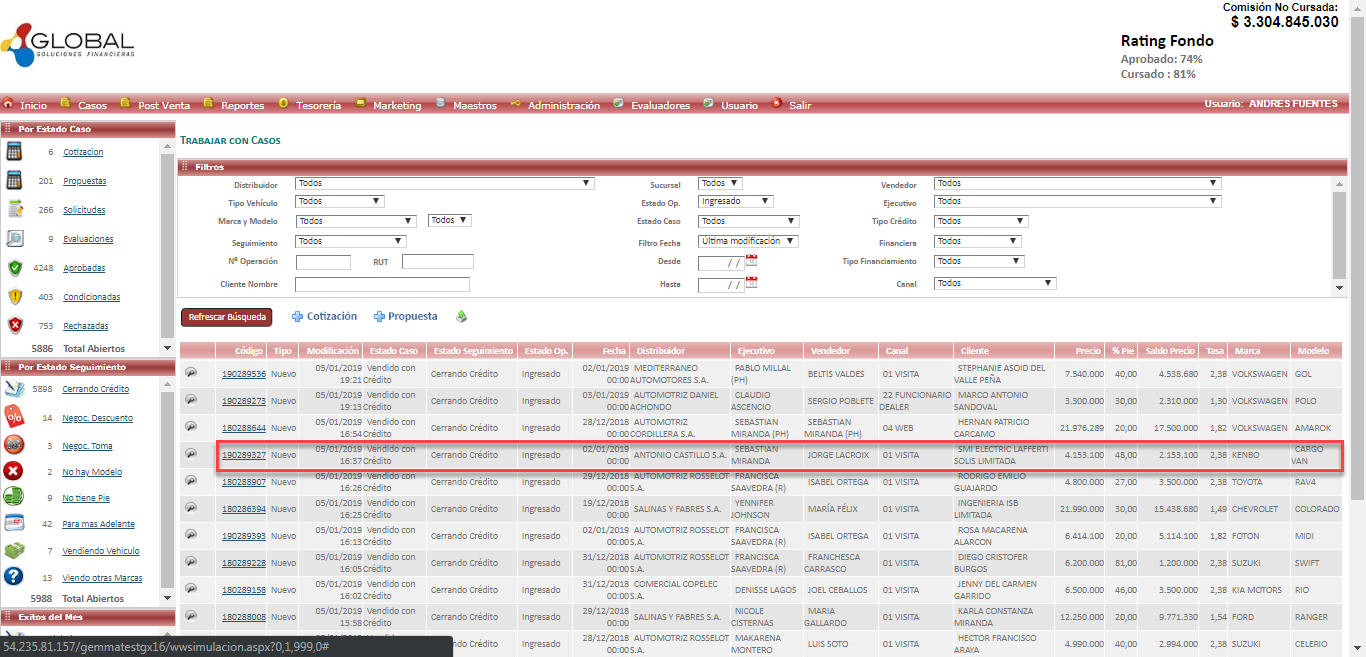 Comisión No Cursada:
$ 3.304.845.030
GLOBAL
SOLUCIONES FINANCIERAS
Rating Fondo
Aprobado: 74%
Cursado : 81%
Inicio Casos Post Venta Reportes Tesorería Marketing Maestros Administración Evaluadores Usuario Salir Usuario: ANDRES FUENTES
Por Estado Caso
6 Cotizacion
201 Propuestas
266 Solicitudes
9 Evaluaciones
4248 Aprobadas
403 Condicionadas
753 Rechazadas
5886 Total Abiertos
Por Estado Seguimiento
5898 Cerrando Crédito
14 Negoc. Descuento
3 Negoc. Toma
2 No hay Modelo
9 No tiene Pie
42 Para mas Adelante
7 Vendiendo Vehiculo
13 Viendo otras Marcas
5988 Total Abiertos
Exitos del Mes
TRABAJAR CON CASOS
Filtros
Distribuidor Todos Sucursal Todos Vendedor Todos
Tipo Vehículo Todos Estado Op. Ingresado Ejecutivo Todos
Marca y Modelo Todos Todos Estado Caso Todos Tipo Crédito Todos
Seguimiento Todos Filtro Fecha Última modificación Financiera Todos
Nº Operación RUT Desde / / Tipo Financiamiento Todos
Cliente Nombre Hasta / / Canal Todos
Refrescar Búsqueda Cotización Propuesta
Código Tipo Modificación Estado Caso Estado Seguimiento Estado Op. Fecha Distribuidor Ejecutivo Vendedor Canal Cliente Precio % Pie Saldo Precio Tasa Marca Modelo
190289536 Nuevo 05/01/2019 19:21 Vendido con Crédito Cerrando Crédito Ingresado 02/01/2019 00:00 MEDITERRANEO AUTOMOTORES S.A. PABLO MILLAL (PH) BELTIS VALDES 01 VISITA STEPHANIE ASOID DEL VALLE PEÑA 7.540.000 40,00 4.538.680 2,38 VOLKSWAGEN GOL
190289273 Nuevo 05/01/2019 19:13 Vendido con Crédito Cerrando Crédito Ingresado 03/01/2019 00:00 AUTOMOTRIZ DANIEL ACHONDO CLAUDIO ASCENCIO SERGIO POBLETE 22 FUNCIONARIO DEALER MARCO ANTONIO SANDOVAL 3.300.000 30,00 2.310.000 1,30 VOLKSWAGEN POLO
180288644 Nuevo 05/01/2019 16:54 Vendido con Crédito Cerrando Crédito Ingresado 28/12/2018 00:00 AUTOMOTRIZ CORDILLERA S.A. SEBASTIAN MIRANDA (PH) SEBASTIAN MIRANDA (PH) 04 WEB HERNAN PATRICIO CARCAMO 21.976.289 20,00 17.500.000 1,82 VOLKSWAGEN AMAROK
190289327 Nuevo 05/01/2019 16:37 Vendido con Crédito Cerrando Crédito Ingresado 02/01/2019 00:00 ANTONIO CASTILLO S.A. SEBASTIAN MIRANDA JORGE LACROIX 01 VISITA SMI ELECTRIC LAFFERTI SOLIS LIMITADA 4.153.100 48,00 2.153.100 2,38 KENBO CARGO VAN
180288907 Nuevo 05/01/2019 16:26 Vendido con Crédito Cerrando Crédito Ingresado 29/12/2018 00:00 AUTOMOTRIZ ROSSELOT S.A. FRANCISCA SAAVEDRA (R) ISABEL ORTEGA 01 VISITA RODRIGO EMILIO GUAJARDO 4.800.000 27,00 3.500.000 2,38 TOYOTA RAV4
180286394 Nuevo 05/01/2019 16:25 Vendido con Crédito Cerrando Crédito Ingresado 19/12/2018 00:00 SALINAS Y FABRES S.A. YENNIFER JOHNSON MARÍA FÉLIX 01 VISITA INGENIERIA ISB LIMITADA 21.990.000 30,00 15.438.680 1,49 CHEVROLET COLORADO
190289393 Nuevo 05/01/2019 16:13 Vendido con Crédito Cerrando Crédito Ingresado 02/01/2019 00:00 AUTOMOTRIZ ROSSELOT S.A. FRANCISCA SAAVEDRA (R) ISABEL ORTEGA 01 VISITA ROSA MACARENA ALARCON 6.414.100 20,00 5.114.100 1,82 FOTON MIDI
180289228 Nuevo 05/01/2019 16:05 Vendido con Crédito Cerrando Crédito Ingresado 31/12/2018 00:00 AUTOMOTRIZ ROSSELOT S.A. FRANCISCA SAAVEDRA (R) FRANCHESCA CARRASCO 01 VISITA DIEGO CRISTOFER BURGOS 6.200.000 81,00 1.200.000 2,38 SUZUKI SWIFT
180289158 Nuevo 05/01/2019 16:02 Vendido con Crédito Cerrando Crédito Ingresado 31/12/2018 00:00 COMERCIAL COPELEC S.A. DENISSE LAGOS JOEL CEBALLOS 01 VISITA JENNY DEL CARMEN GARRIDO 6.500.000 46,00 3.500.000 2,38 KIA MOTORS RIO
180288008 Nuevo 05/01/2019 15:58 Vendido con Crédito Cerrando Crédito Ingresado 29/12/2018 00:00 SALINAS Y FABRES S.A. NICOLE CISTERNAS MARIA GALLARDO 01 VISITA KARLA CONSTANZA MIRANDA 12.250.000 20,00 9.771.330 1,54 FORD RANGER
05/01/2019 Vendido con Cerrando Crédito Ingresado 28/12/2018 00:00 AUTOMOTRIZ ROSSELOT S.A. MAKARENA MONTERO LUIS SOTO 01 VISITA HECTOR FRANCISCO ARAYA 4.990.000 40,00 2.994.000 2,38 SUZUKI CELERIO
54.235.81.157/gemmatestgx16/wwsimulacion.aspx?0,1,999,0#